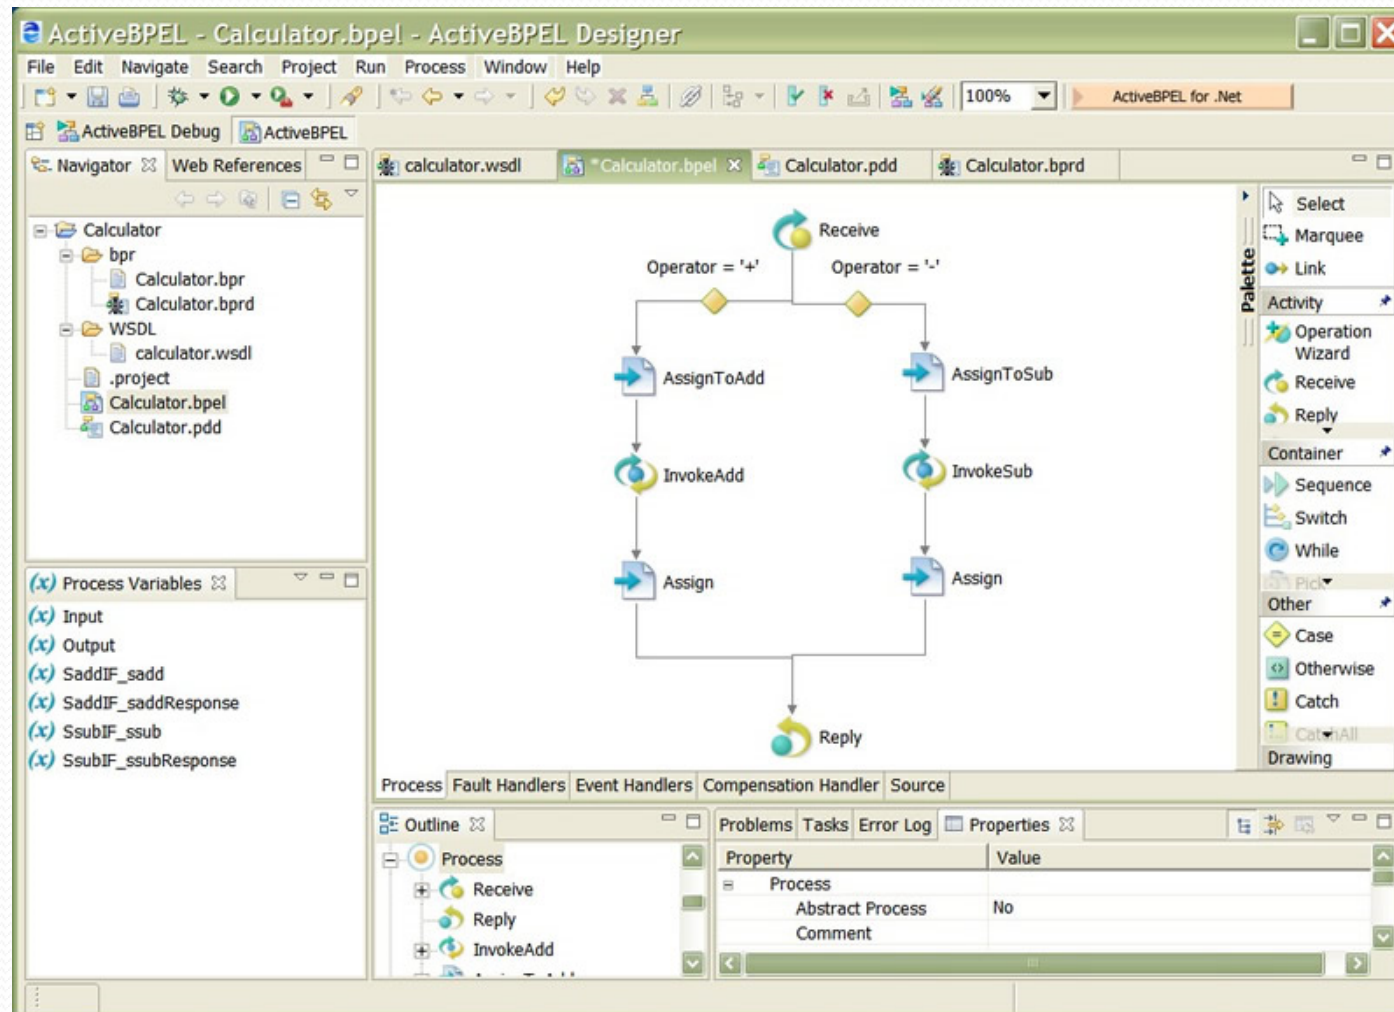 ActiveBPEL - Calculator.bpel - ActiveBPEL Designer
File Edit Navigate Search Project Run Process Window Help
100% ActiveBPEL for .Net
ActiveBPEL Debug ActiveBPEL
Navigator Web References
Calculator
bpr
Calculator.bpr
Calculator.bprd
WSDL
calculator.wsdl
.project
Calculator.bpel
Calculator.pdd
(x) Process Variables
(x) Input
(x) Output
(x) SaddIF_sadd
(x) SaddIF_saddResponse
(x) SsubIF_ssub
(x) SsubIF_ssubResponse
calculator.wsdl *Calculator.bpel Calculator.pdd Calculator.bprd
Receive
Operator = '+' Operator = '-'
AssignToAdd AssignToSub
InvokeAdd InvokeSub
Assign Assign
Reply
Process Fault Handlers Event Handlers Compensation Handler Source
Palette
Select
Marquee
Link
Activity
Operation
Wizard
Receive
Reply
Container
Sequence
Switch
While
Pick
Other
Case
Otherwise
Catch
CatchAll
Drawing
Outline
Process
Receive
Reply
InvokeAdd
Problems Tasks Error Log Properties
Property Value
Process
Abstract Process No
Comment